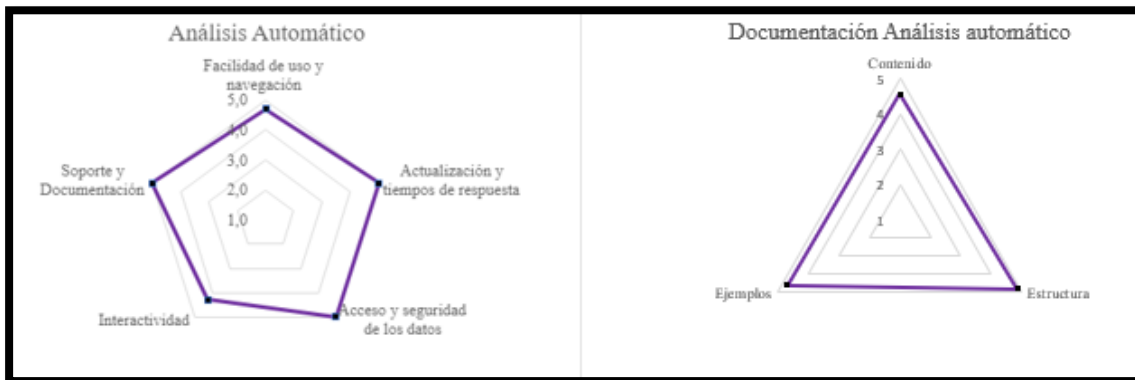 Análisis Automático
Facilidad de uso y
navegación
5,0
4,0
3,0
2,0
1,0
Actualización y
tiempos de respuesta
Acceso y seguridad
de los datos
Interactividad
Soporte y
Documentación
Documentación Análisis automático
Contenido
5
4
3
2
1
Estructura
Ejemplos